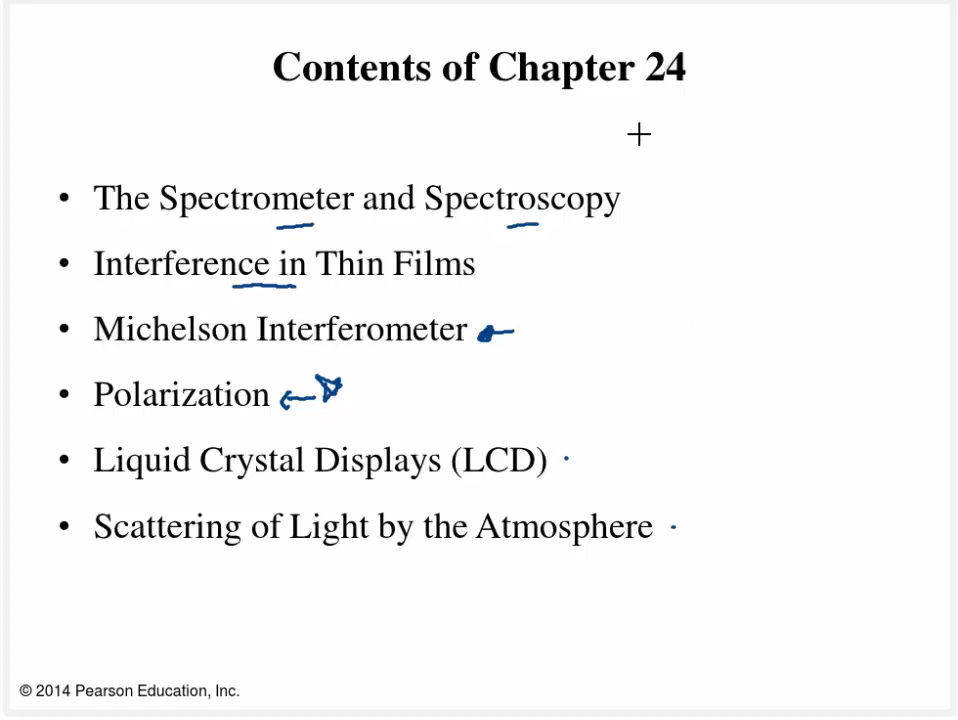 Contents of Chapter 24
• The Spectrometer and Spectroscopy
• Interference in Thin Films
• Michelson Interferometer
• Polarization
• Liquid Crystal Displays (LCD)
• Scattering of Light by the Atmosphere
© 2014 Pearson Education, Inc.